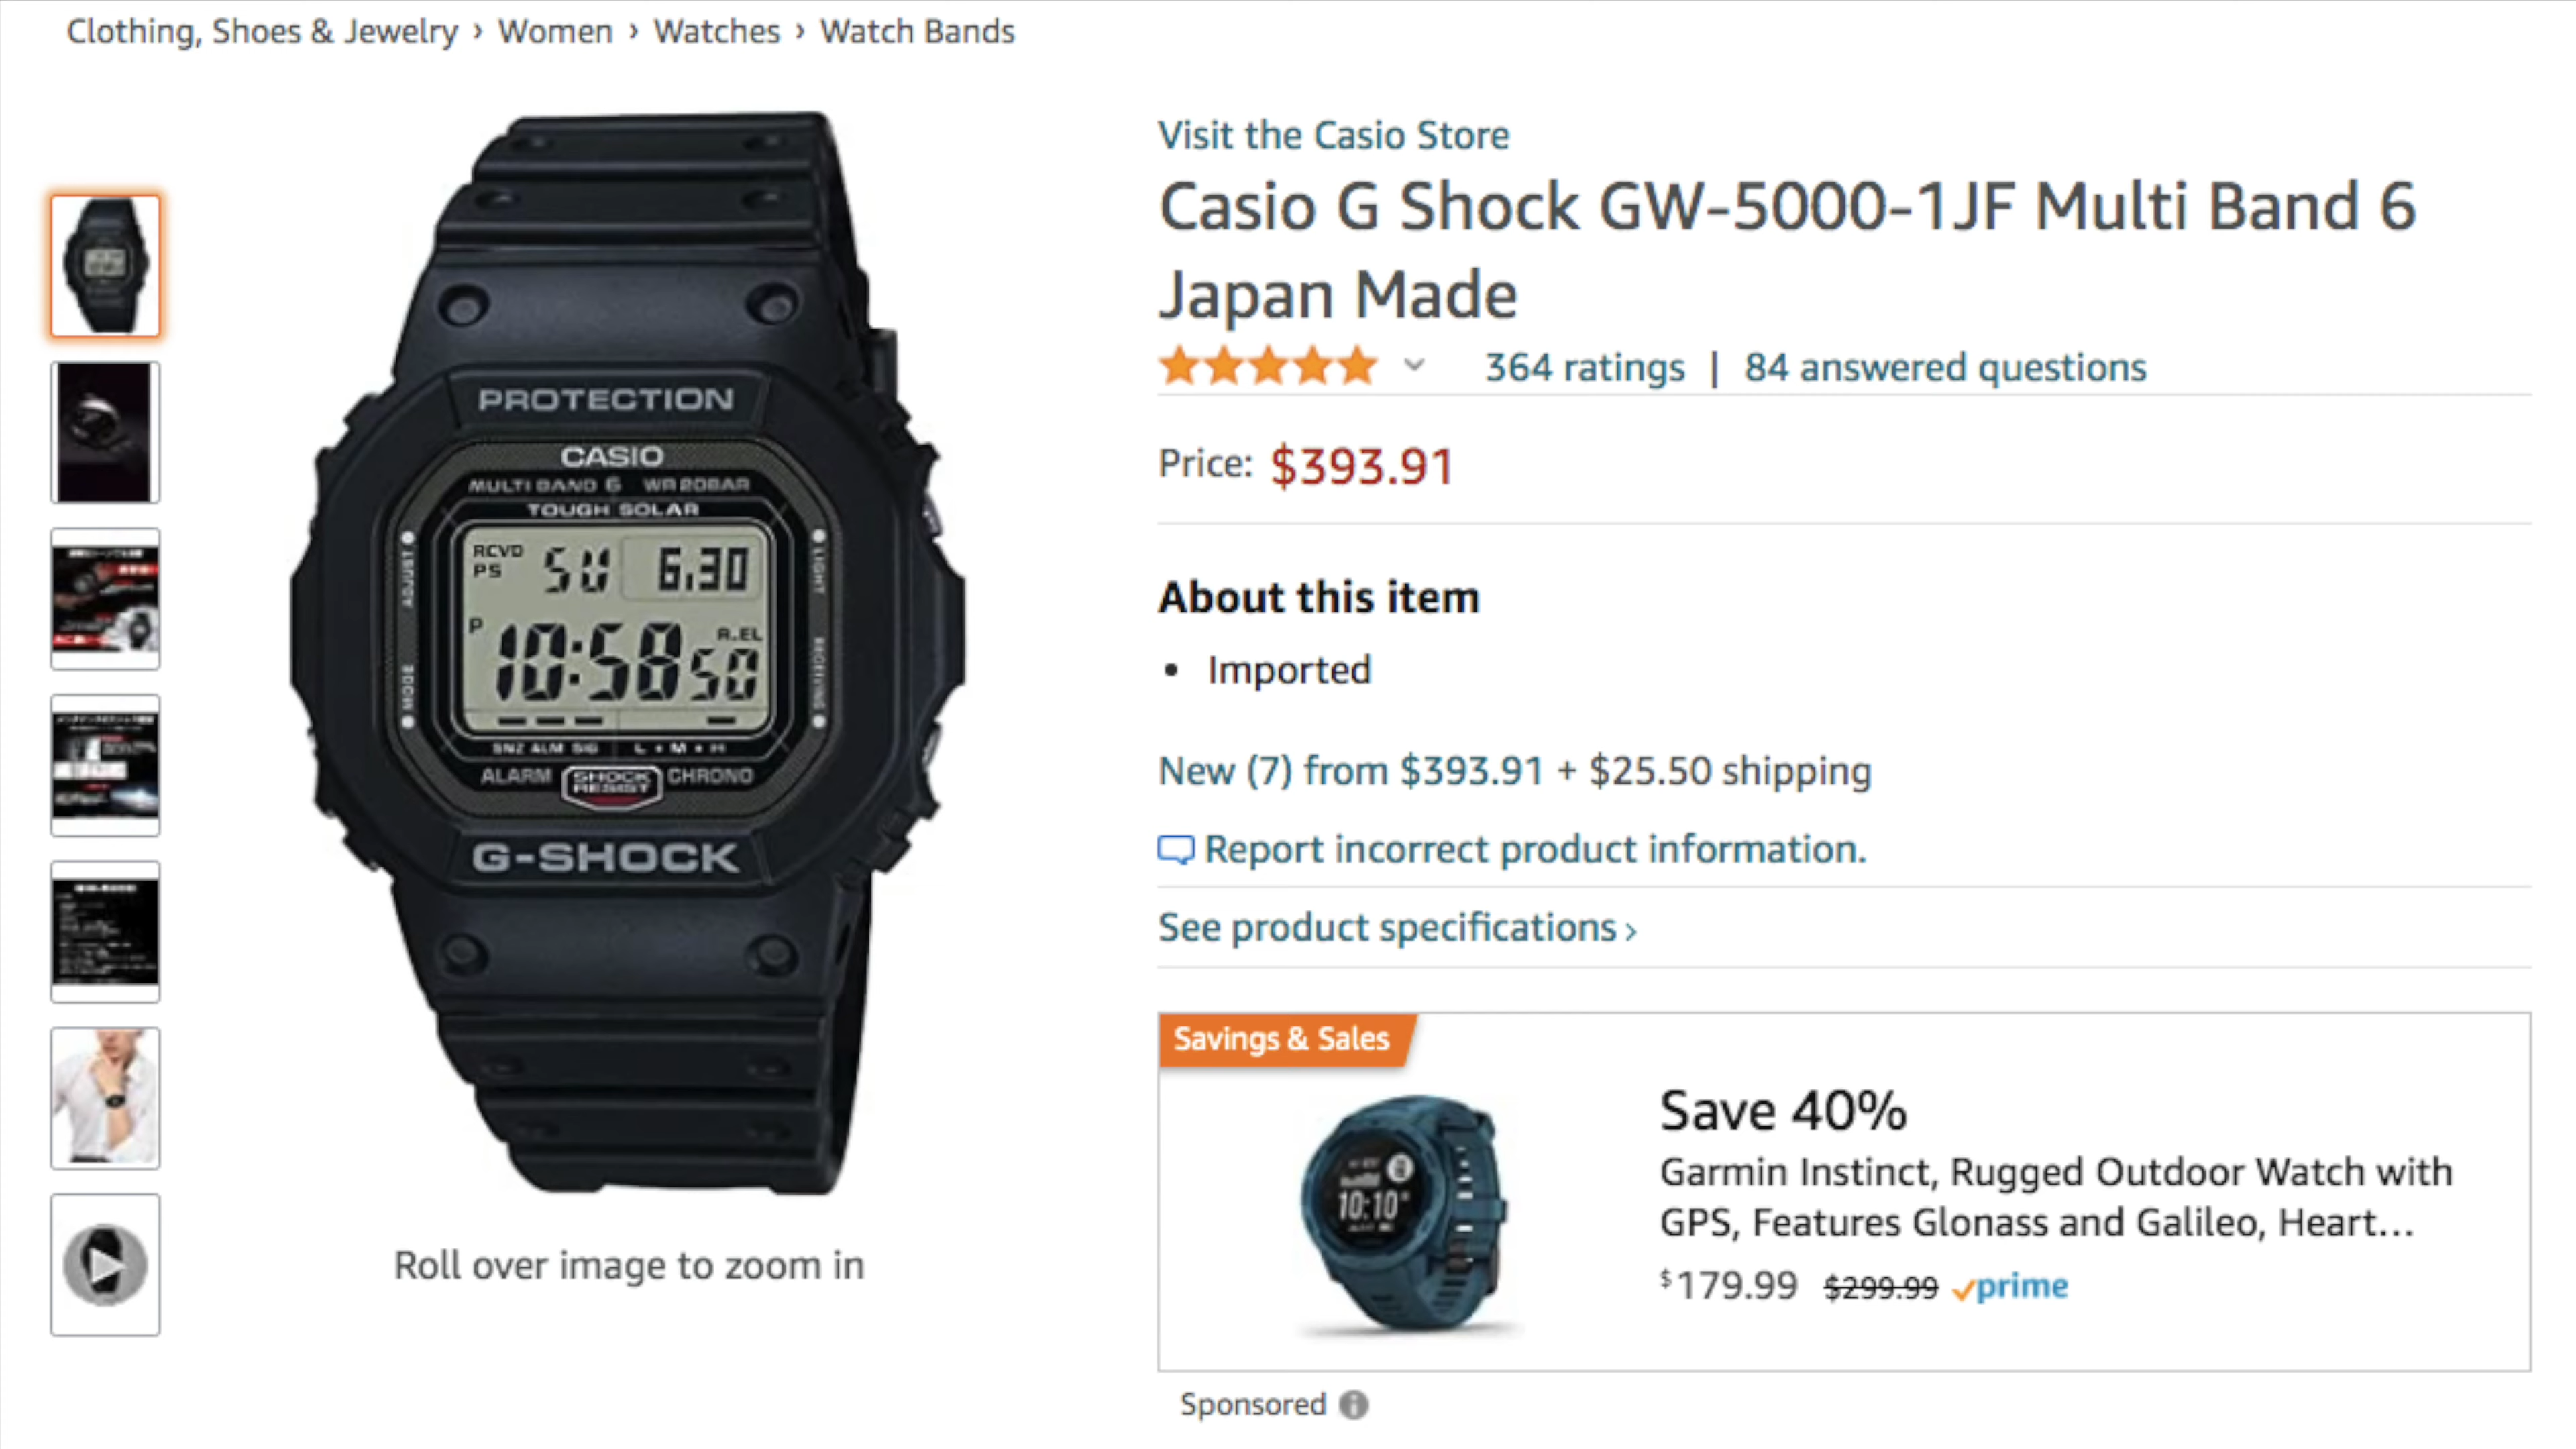 Clothing, Shoes & Jewelry › Women › Watches › Watch Bands
PROTECTION
CASIO
MULTI BAND 6 WR20BAR
TOUGH SOLAR
ADJUST
LIGHT
RCVD
PS
SU 6.30
P
R.EL
10:58 50
MODE
RECEIVING
SNZ ALM SIG L • M • H
ALARM SHOCK RESIST CHRONO
G-SHOCK
Roll over image to zoom in
Visit the Casio Store
Casio G Shock GW-5000-1JF Multi Band 6
Japan Made
364 ratings | 84 answered questions
Price: $393.91
About this item
• Imported
New (7) from $393.91 + $25.50 shipping
Report incorrect product information.
See product specifications ›
Savings & Sales
10:10
Save 40%
Garmin Instinct, Rugged Outdoor Watch with
GPS, Features Glonass and Galileo, Heart...
$179.99 $299.99 prime
Sponsored